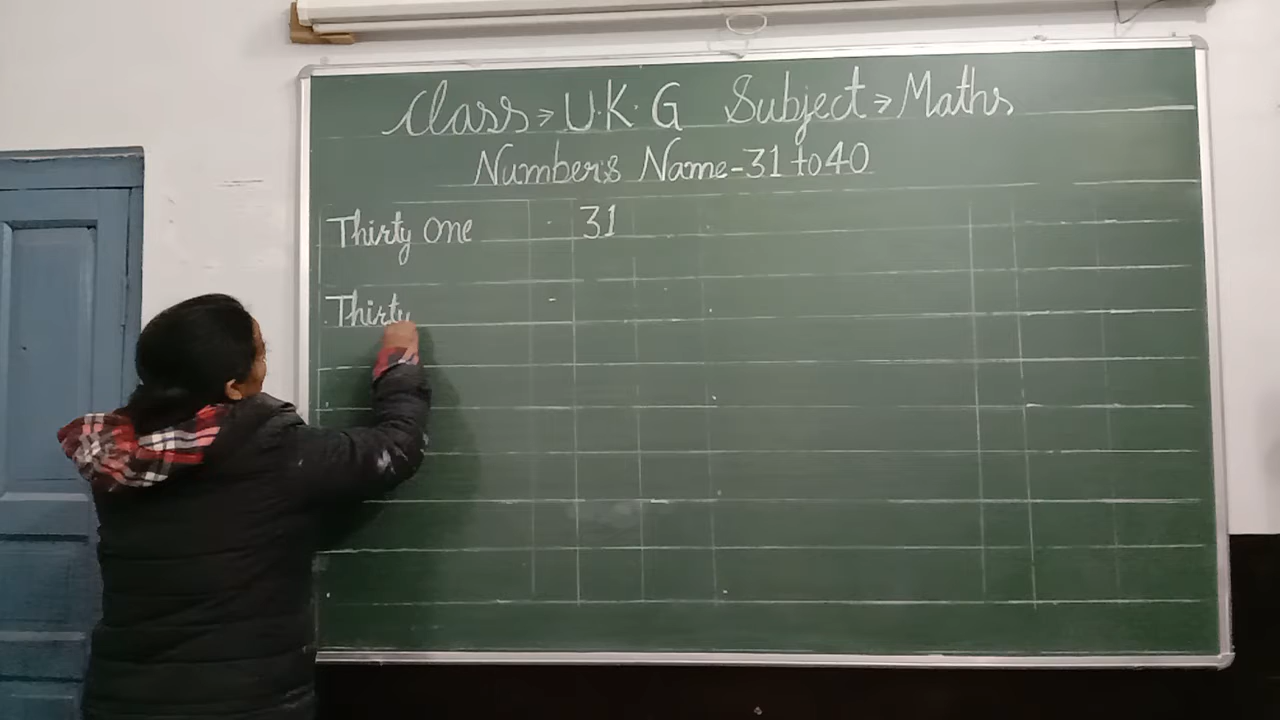 Class → U.K.G Subject → Maths
Numbers Name-31 to 40
Thirty one 31
Thirty